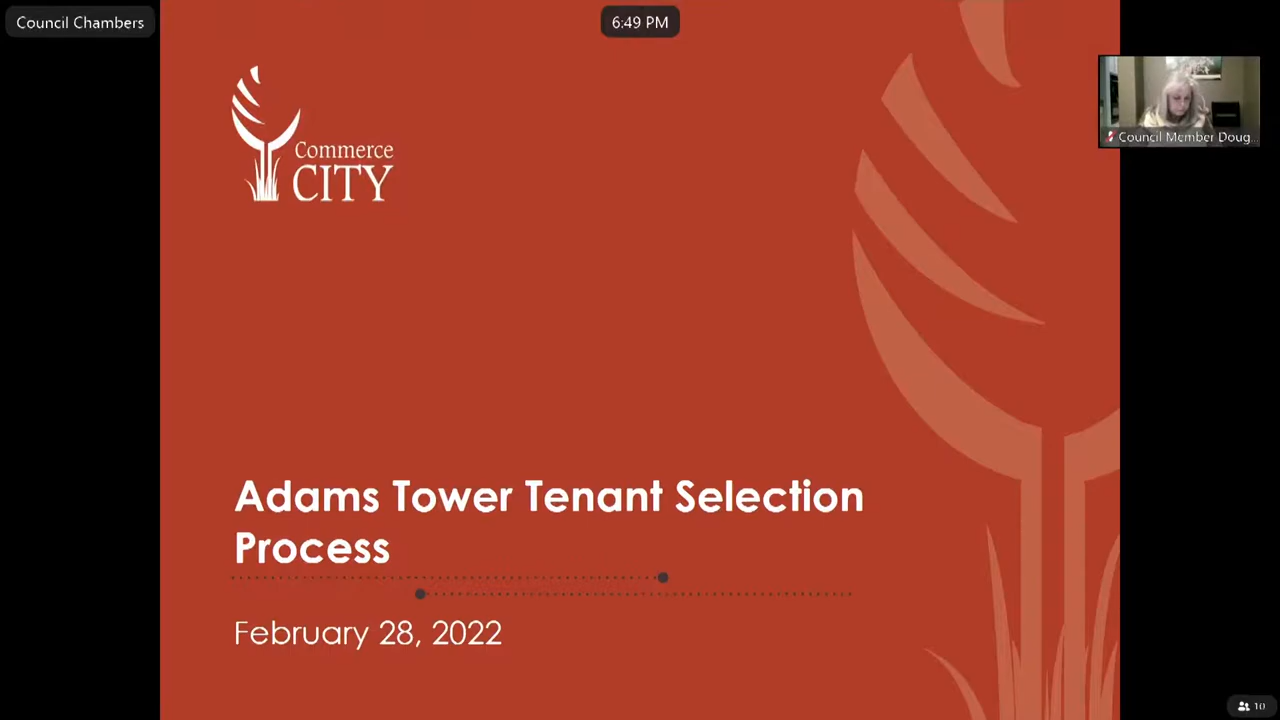 Council Chambers
6:49 PM
Commerce
CITY
Council Member Doug...
Adams Tower Tenant Selection
Process
February 28, 2022
10